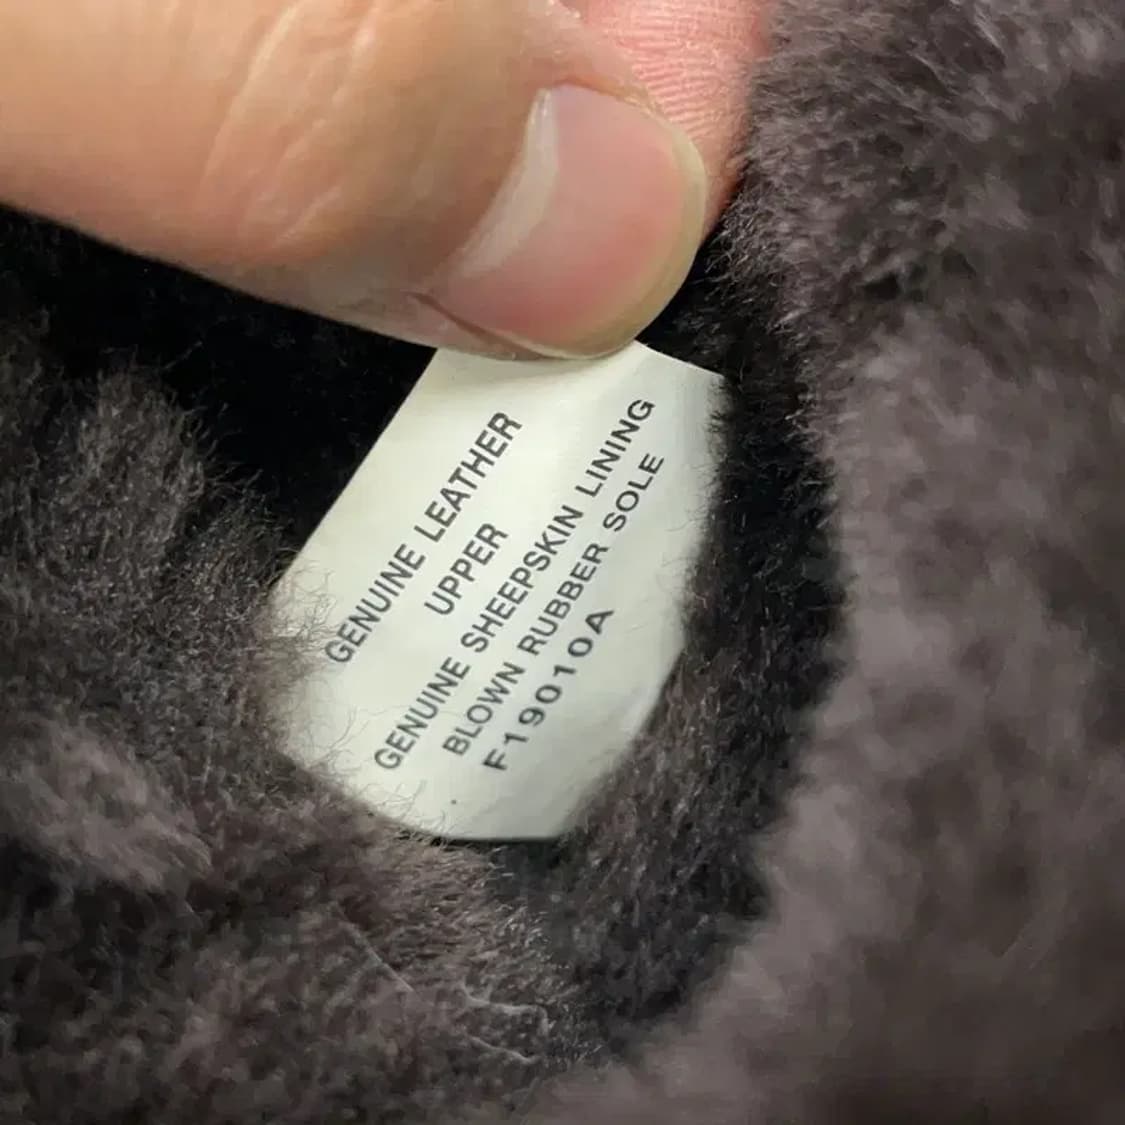 GENUINE LEATHER
UPPER
GENUINE SHEEPSKIN LINING
BLOWN RUBBER SOLE
F19010A